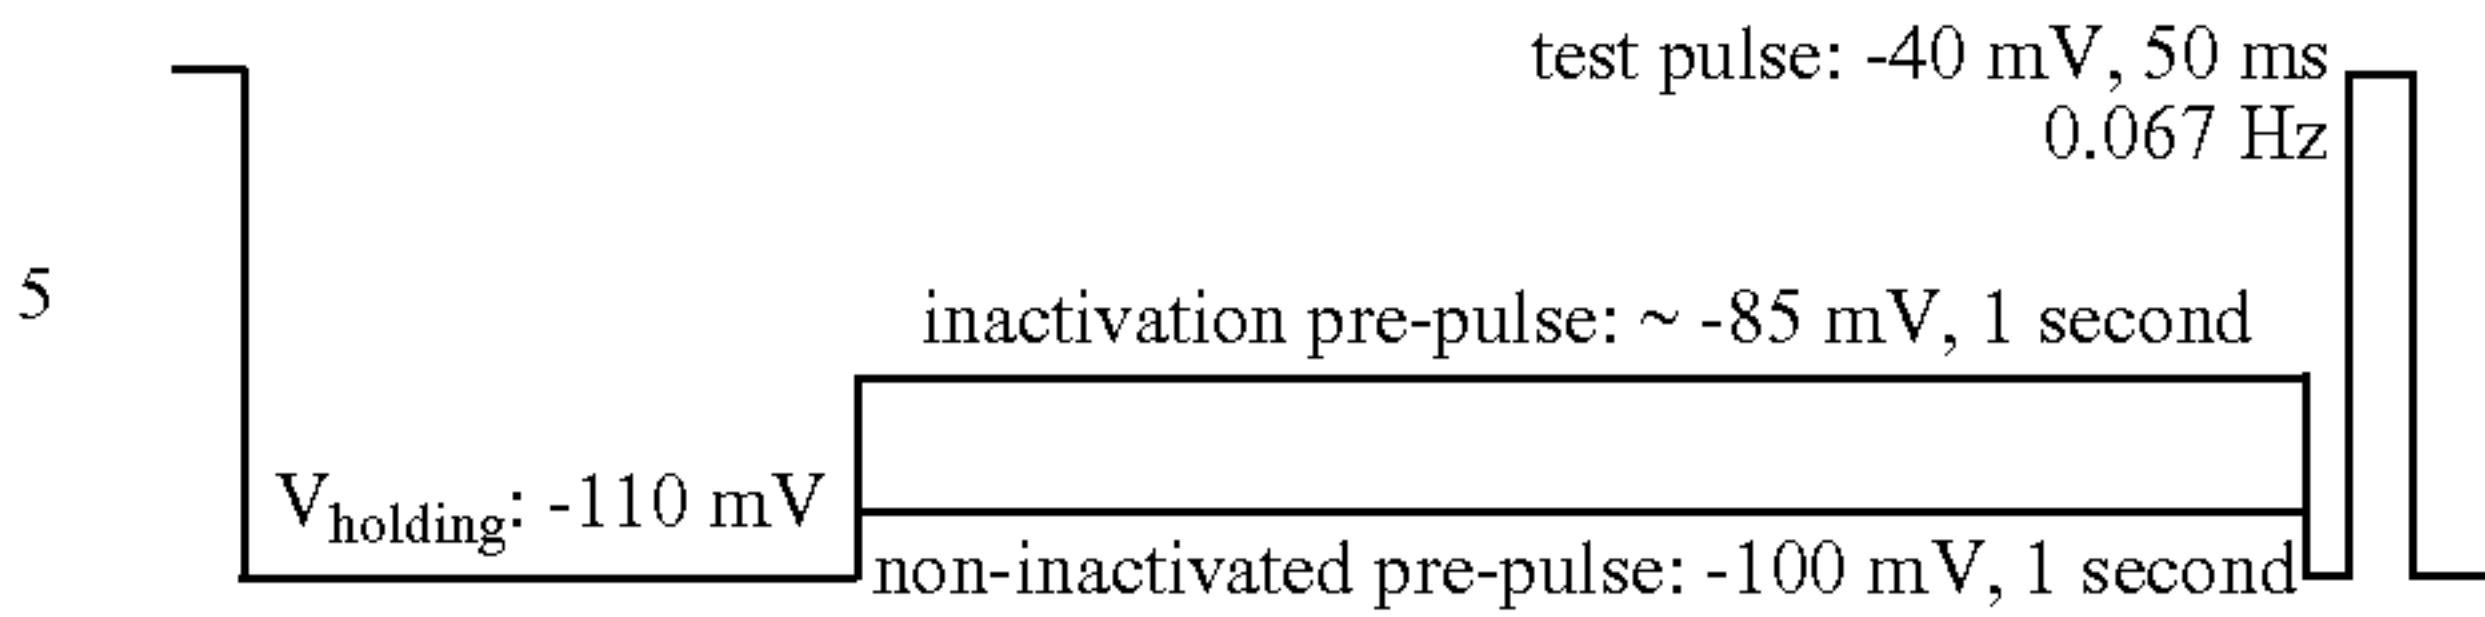 test pulse: -40 mV, 50 ms
0.067 Hz
5
inactivation pre-pulse: ~ -85 mV, 1 second
Vholding: -110 mV
non-inactivated pre-pulse: -100 mV, 1 second